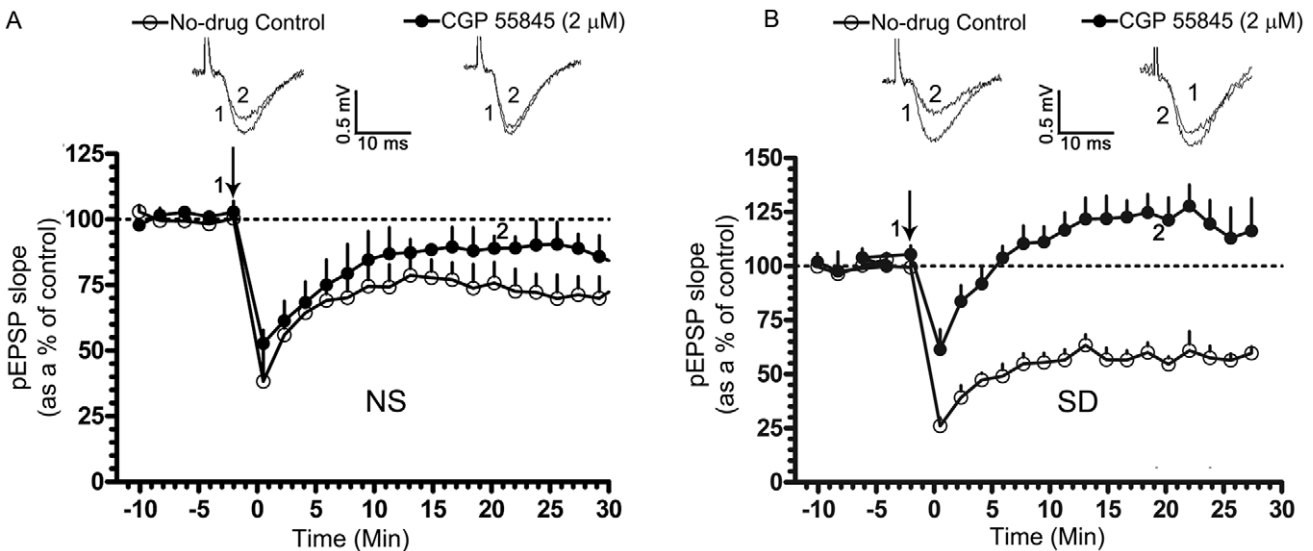 A
No-drug Control
CGP 55845 (2 µM)
2
1
0.5 mV
10 ms
2
1
125
100
75
50
25
0
1
2
NS
pEPSP slope
(as a % of control)
-10
-5
0
5
10
15
20
25
30
Time (Min)
B
No-drug Control
CGP 55845 (2 µM)
2
1
0.5 mV
10 ms
1
2
150
125
100
75
50
25
0
1
2
SD
pEPSP slope
(as a % of control)
-10
-5
0
5
10
15
20
25
30
Time (Min)